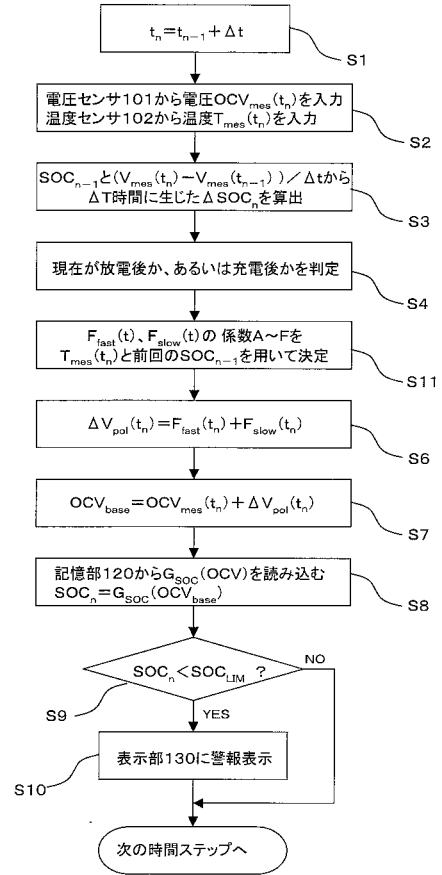 tn=tn−1+Δt
S1
電圧センサ101から電圧OCVmes(tn)を入力
温度センサ102から温度Tmes(tn)を入力
S2
SOCn−1と(Vmes(tn)~Vmes(tn−1))/Δtから
ΔT時間に生じたΔSOCnを算出
S3
現在が放電後か、あるいは充電後かを判定
S4
Ffast(t)、Fslow(t)の 係数A~Fを
Tmes(tn)と前回のSOCn−1を用いて決定
S11
ΔVpol(tn)=Ffast(tn)+Fslow(tn)
S6
OCVbase=OCVmes(tn)+ΔVpol(tn)
S7
記憶部120からGSOC(OCV)を読み込む
SOCn=GSOC(OCVbase)
S8
SOCn<SOCLIM ?
NO
S9
YES
表示部130に警報表示
S10
次の時間ステップへ